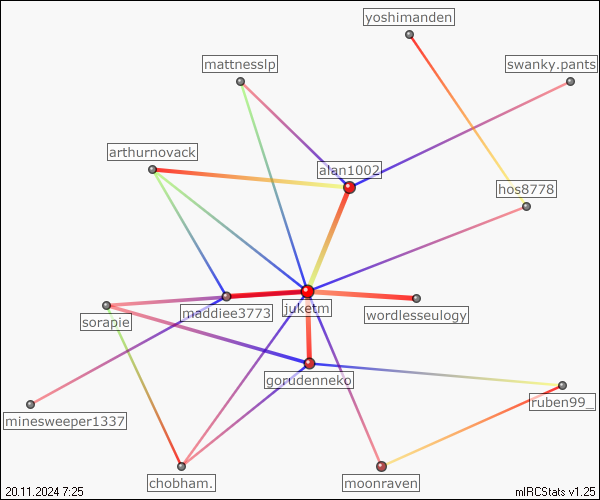 yoshimanden
mattnesslp
swanky.pants
arthurnovack
alan1002
hos8778
maddiee3773
juketm
wordlesseulogy
sorapie
gorudenneko
ruben99_
minesweeper1337
chobham.
moonraven
20.11.2024 7:25
mIRCStats v1.25